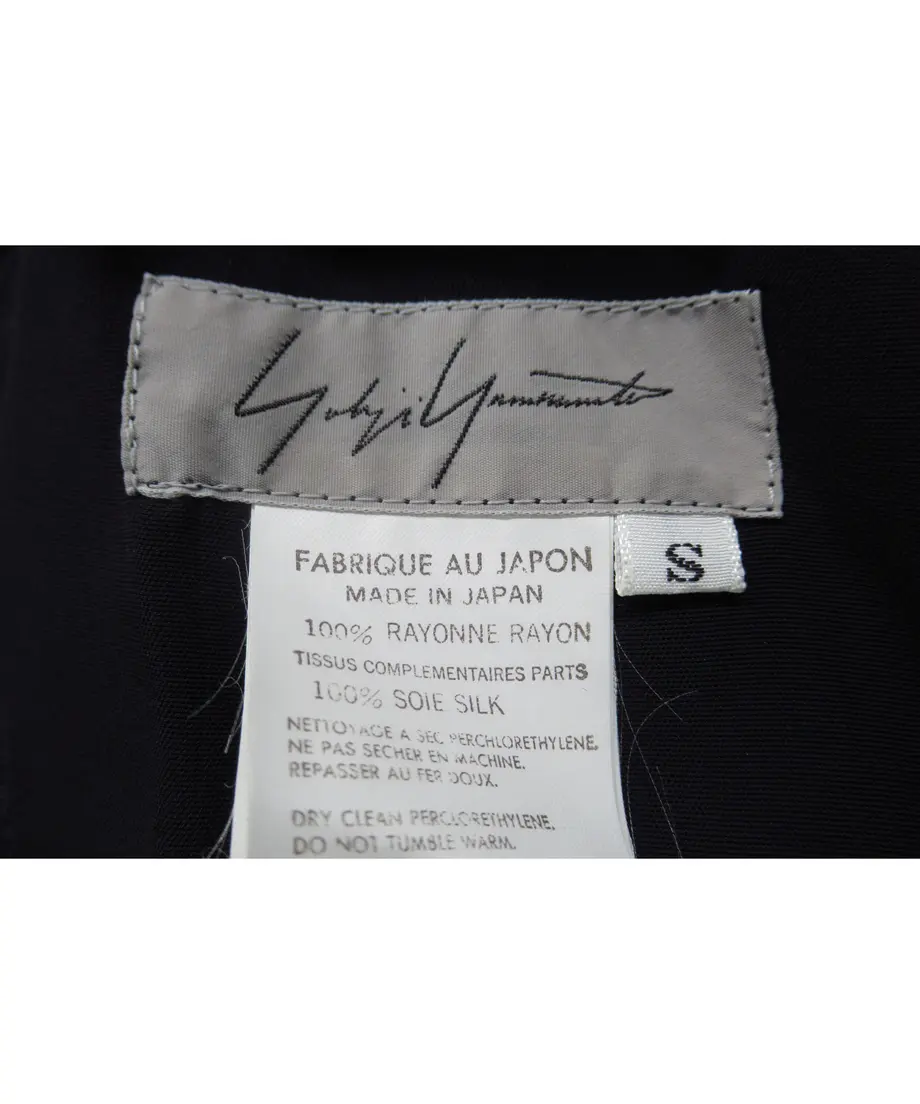 Yohji Yamamoto
S
FABRIQUE AU JAPON
MADE IN JAPAN
100% RAYONNE RAYON
TISSUS COMPLEMENTAIRES PARTS
100% SOIE SILK
NETTOYAGE A SEC PERCHLORETHYLENE.
NE PAS SECHER EN MACHINE.
REPASSER AU FER DOUX.
DRY CLEAN PERCLORETHYLENE.
DO NOT TUMBLE WARM.